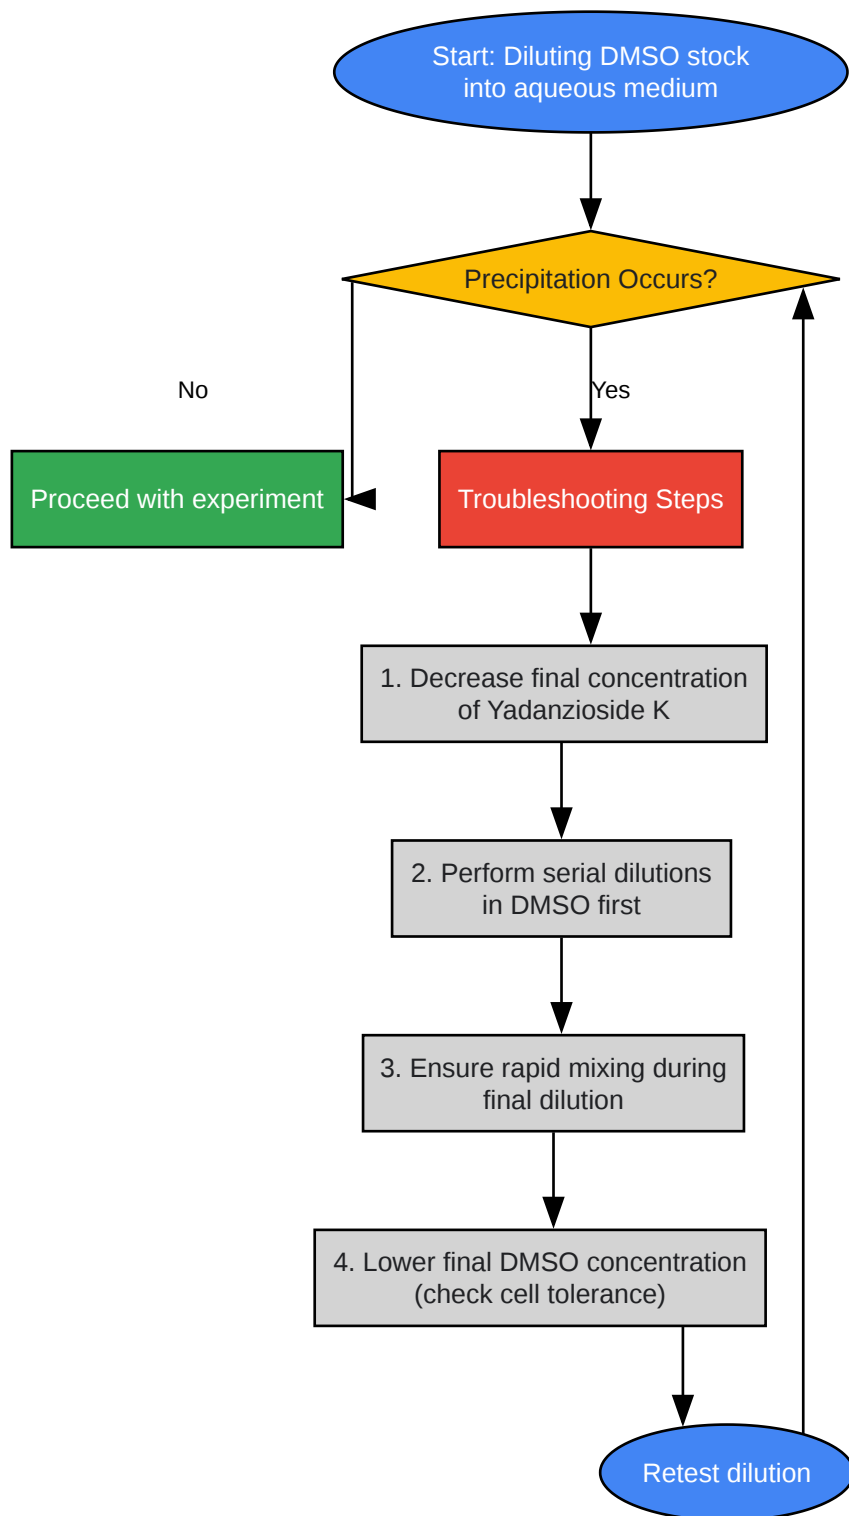 Start: Diluting DMSO stock
into aqueous medium
Precipitation Occurs?
No
Yes
Proceed with experiment
Troubleshooting Steps
1. Decrease final concentration
of Yadanzioside K
2. Perform serial dilutions
in DMSO first
3. Ensure rapid mixing during
final dilution
4. Lower final DMSO concentration
(check cell tolerance)
Retest dilution